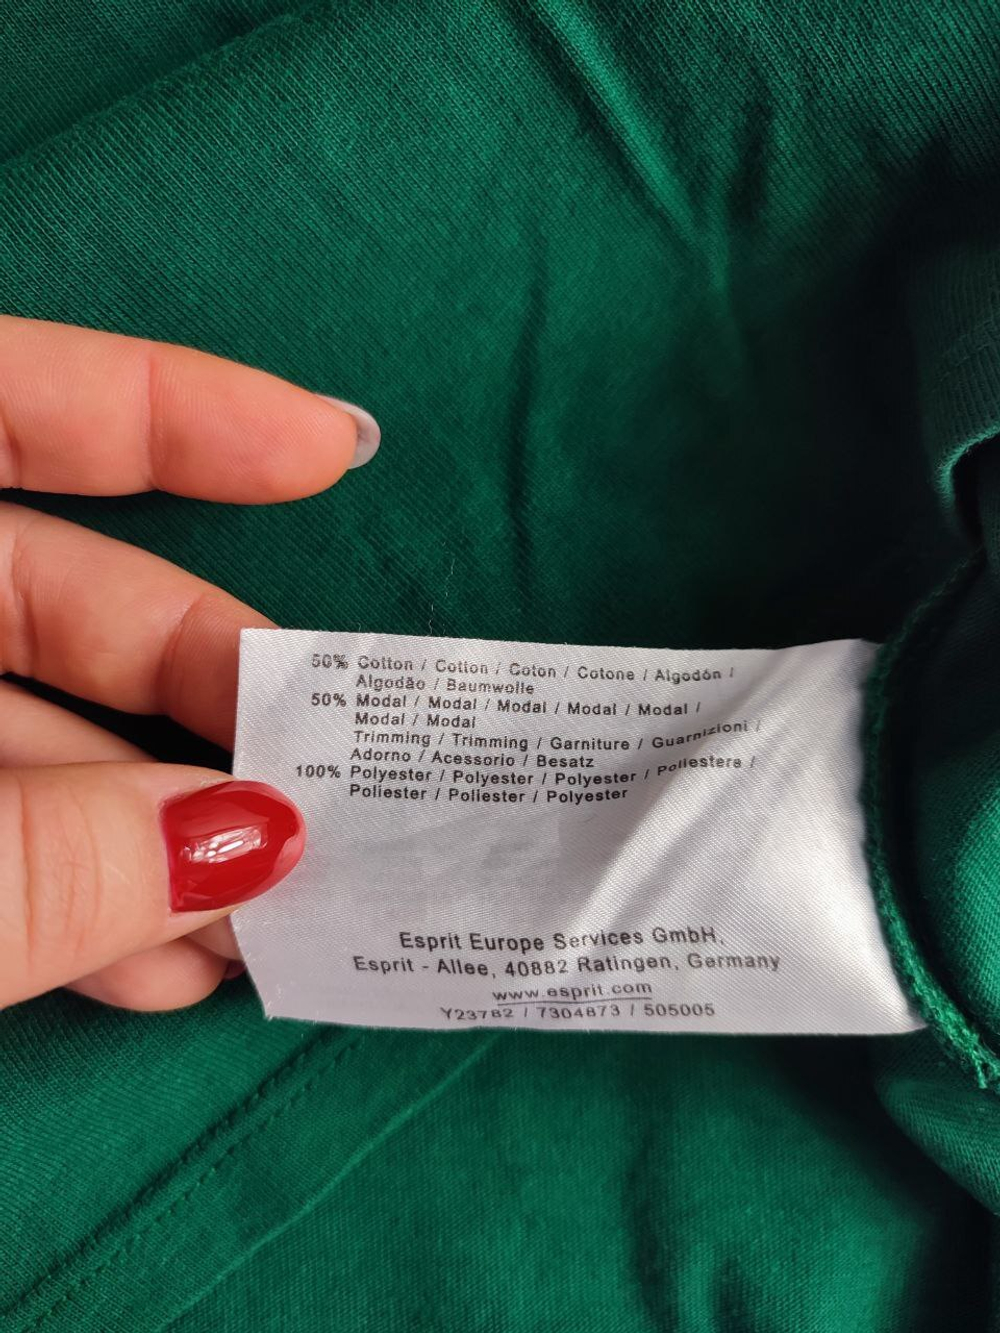 50% Cotton / Cotton / Coton / Cotone / Algodón /
Algodão / Baumwolle
50% Modal / Modal / Modal / Modal / Modal /
Modal / Modal
Trimming / Trimming / Garniture / Guarnizioni /
Adorno / Acessorio / Besatz
100% Polyester / Polyester / Polyester / Poliestere /
Poliester / Poliester / Polyester
Esprit Europe Services GmbH,
Esprit - Allee, 40882 Ratingen, Germany
www.esprit.com
Y23782 / 7304873 / 505005